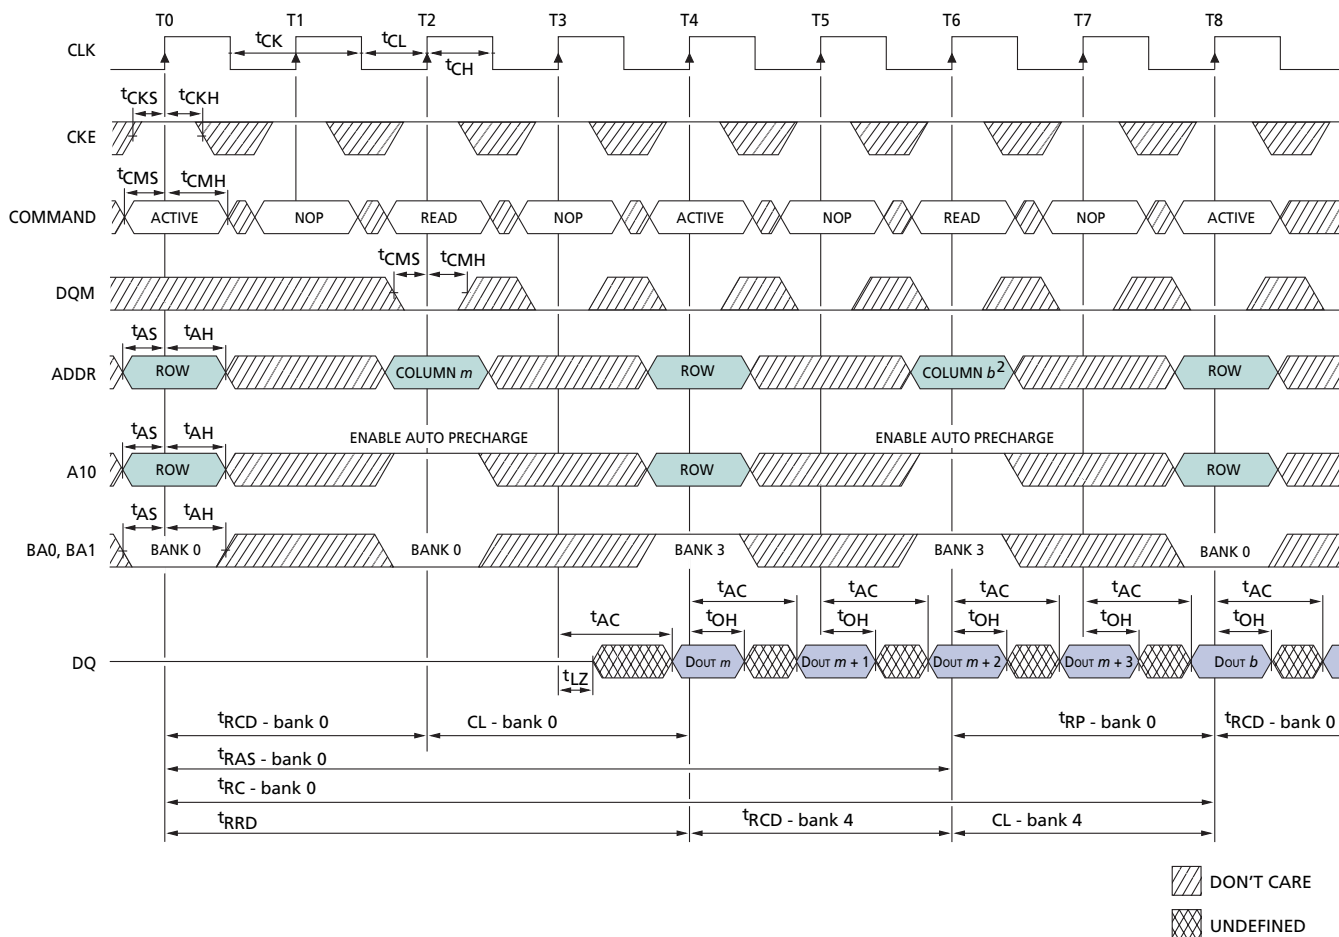 T0 T1 T2 T3 T4 T5 T6 T7 T8
CLK
tCK tCL
tCH
tCKS tCKH
CKE
tCMS tCMH
COMMAND ACTIVE NOP READ NOP ACTIVE NOP READ NOP ACTIVE
tCMS tCMH
DQM
tAS tAH
ADDR ROW COLUMN m ROW COLUMN b2 ROW
tAS tAH ENABLE AUTO PRECHARGE ENABLE AUTO PRECHARGE
A10 ROW ROW ROW
tAS tAH
BA0, BA1 BANK 0 BANK 0 BANK 3 BANK 3 BANK 0
tAC tAC tAC tAC tAC
tAC tOH tOH tOH tOH tOH
DQ DOUT m DOUT m + 1 DOUT m + 2 DOUT m + 3 DOUT b
tLZ
tRCD - bank 0 CL - bank 0 tRP - bank 0 tRCD - bank 0
tRAS - bank 0
tRC - bank 0
tRRD tRCD - bank 4 CL - bank 4
DON'T CARE
UNDEFINED